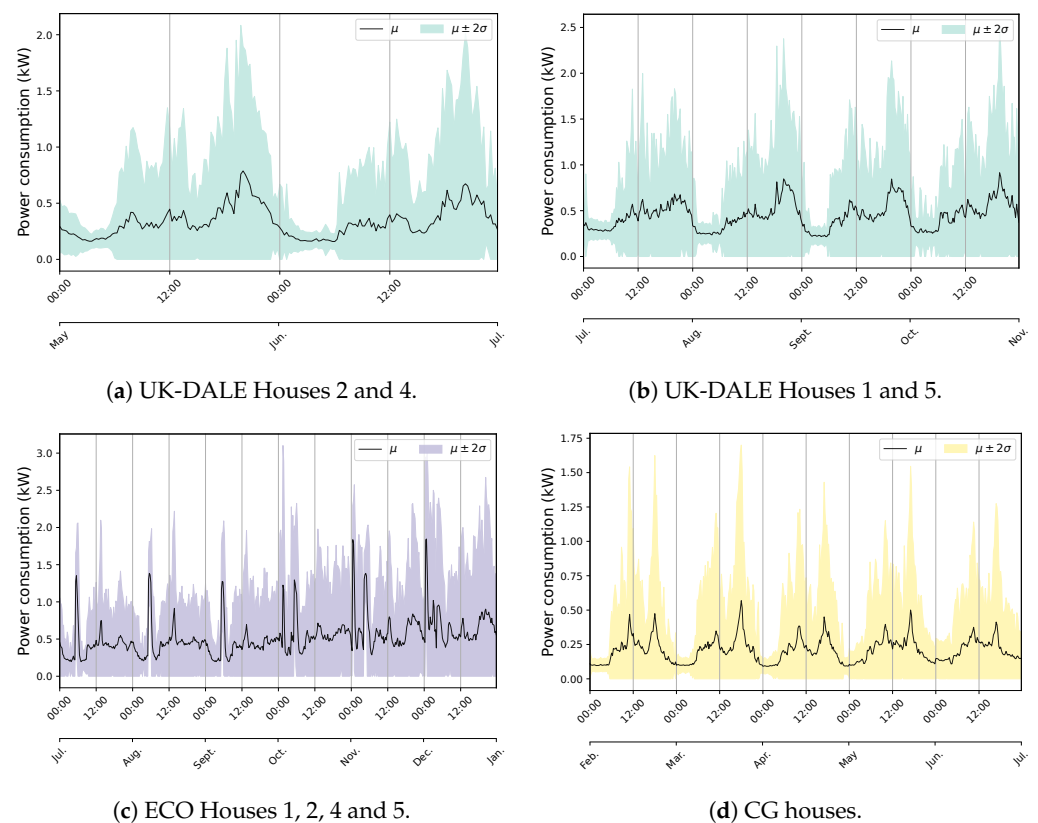 Power consumption (kW)
2.0
1.5
1.0
0.5
0.0
μ
μ ± 2σ
00:00
12:00
00:00
12:00
May
Jun.
Jul.
(a) UK-DALE Houses 2 and 4.
Power consumption (kW)
2.5
2.0
1.5
1.0
0.5
0.0
μ
μ ± 2σ
00:00
12:00
00:00
12:00
00:00
12:00
00:00
12:00
Jul.
Aug.
Sept.
Oct.
Nov.
(b) UK-DALE Houses 1 and 5.
Power consumption (kW)
3.0
2.5
2.0
1.5
1.0
0.5
0.0
μ
μ ± 2σ
00:00
12:00
00:00
12:00
00:00
12:00
00:00
12:00
00:00
12:00
00:00
12:00
Jul.
Aug.
Sept.
Oct.
Nov.
Dec.
Jan.
(c) ECO Houses 1, 2, 4 and 5.
Power consumption (kW)
1.75
1.50
1.25
1.00
0.75
0.50
0.25
0.00
μ
μ ± 2σ
00:00
12:00
00:00
12:00
00:00
12:00
00:00
12:00
00:00
12:00
Feb.
Mar.
Apr.
May
Jun.
Jul.
(d) CG houses.